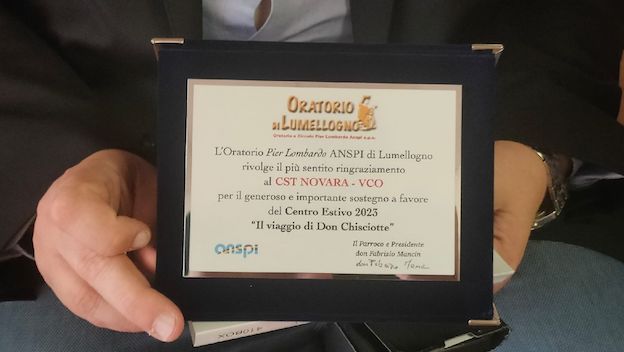 ORATORIO
DI LUMELLOGNO
Oratorio e Circolo Pier Lombardo Anspi
L'Oratorio Pier Lombardo ANSPI di Lumellogno
rivolge il più sentito ringraziamento
al CST NOVARA - VCO
per il generoso e importante sostegno a favore
del Centro Estivo 2023
"Il viaggio di Don Chisciotte"
Il Parroco e Presidente
don Fabrizio Mancin
anspi
410BOX